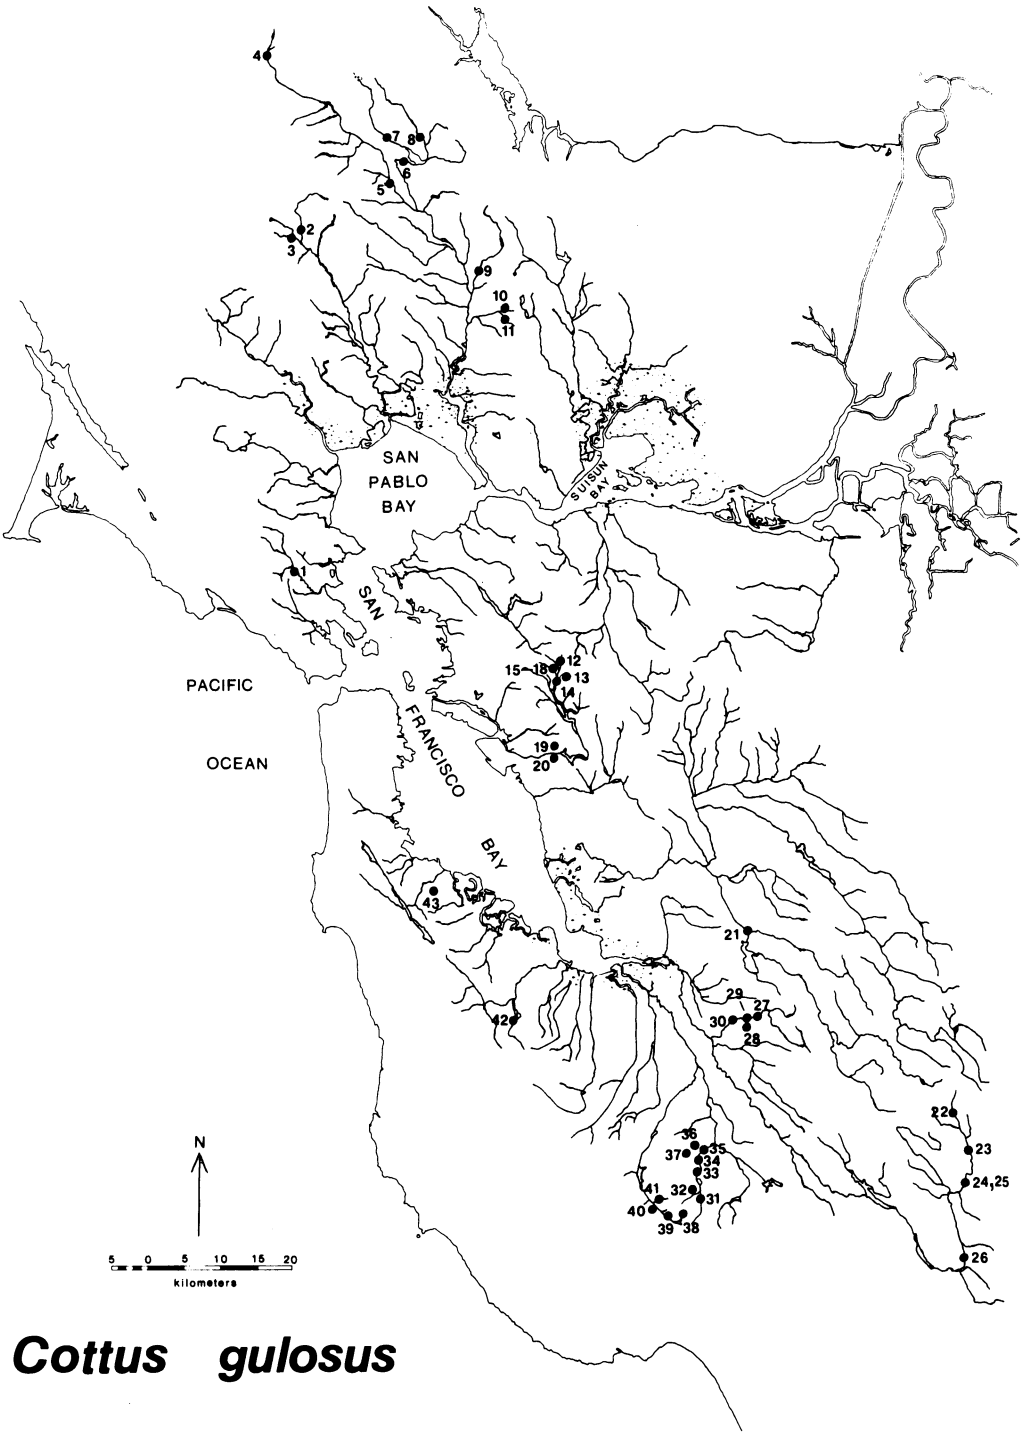 4
7
8
6
5
2
3
9
10
11
SAN
PABLO
BAY
SUISUN
BAY
1
SAN
FRANCISCO
BAY
12
15-18
13
14
PACIFIC
OCEAN
19
20
43
21
29
27
30
28
42
22
23
24,25
26
36
35
37
34
33
32
31
41
40
39
38
N
5 0 5 10 15 20
kilometers
Cottus gulosus